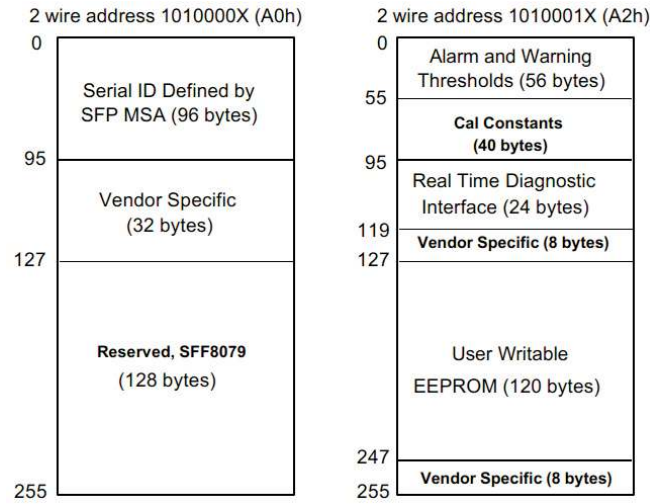 2 wire address 1010000X (A0h)
0
Serial ID Defined by
SFP MSA (96 bytes)
95
Vendor Specific
(32 bytes)
127
Reserved, SFF8079
(128 bytes)
255
2 wire address 1010001X (A2h)
0
Alarm and Warning
Thresholds (56 bytes)
55
Cal Constants
(40 bytes)
95
Real Time Diagnostic
Interface (24 bytes)
119
Vendor Specific (8 bytes)
127
User Writable
EEPROM (120 bytes)
247
Vendor Specific (8 bytes)
255